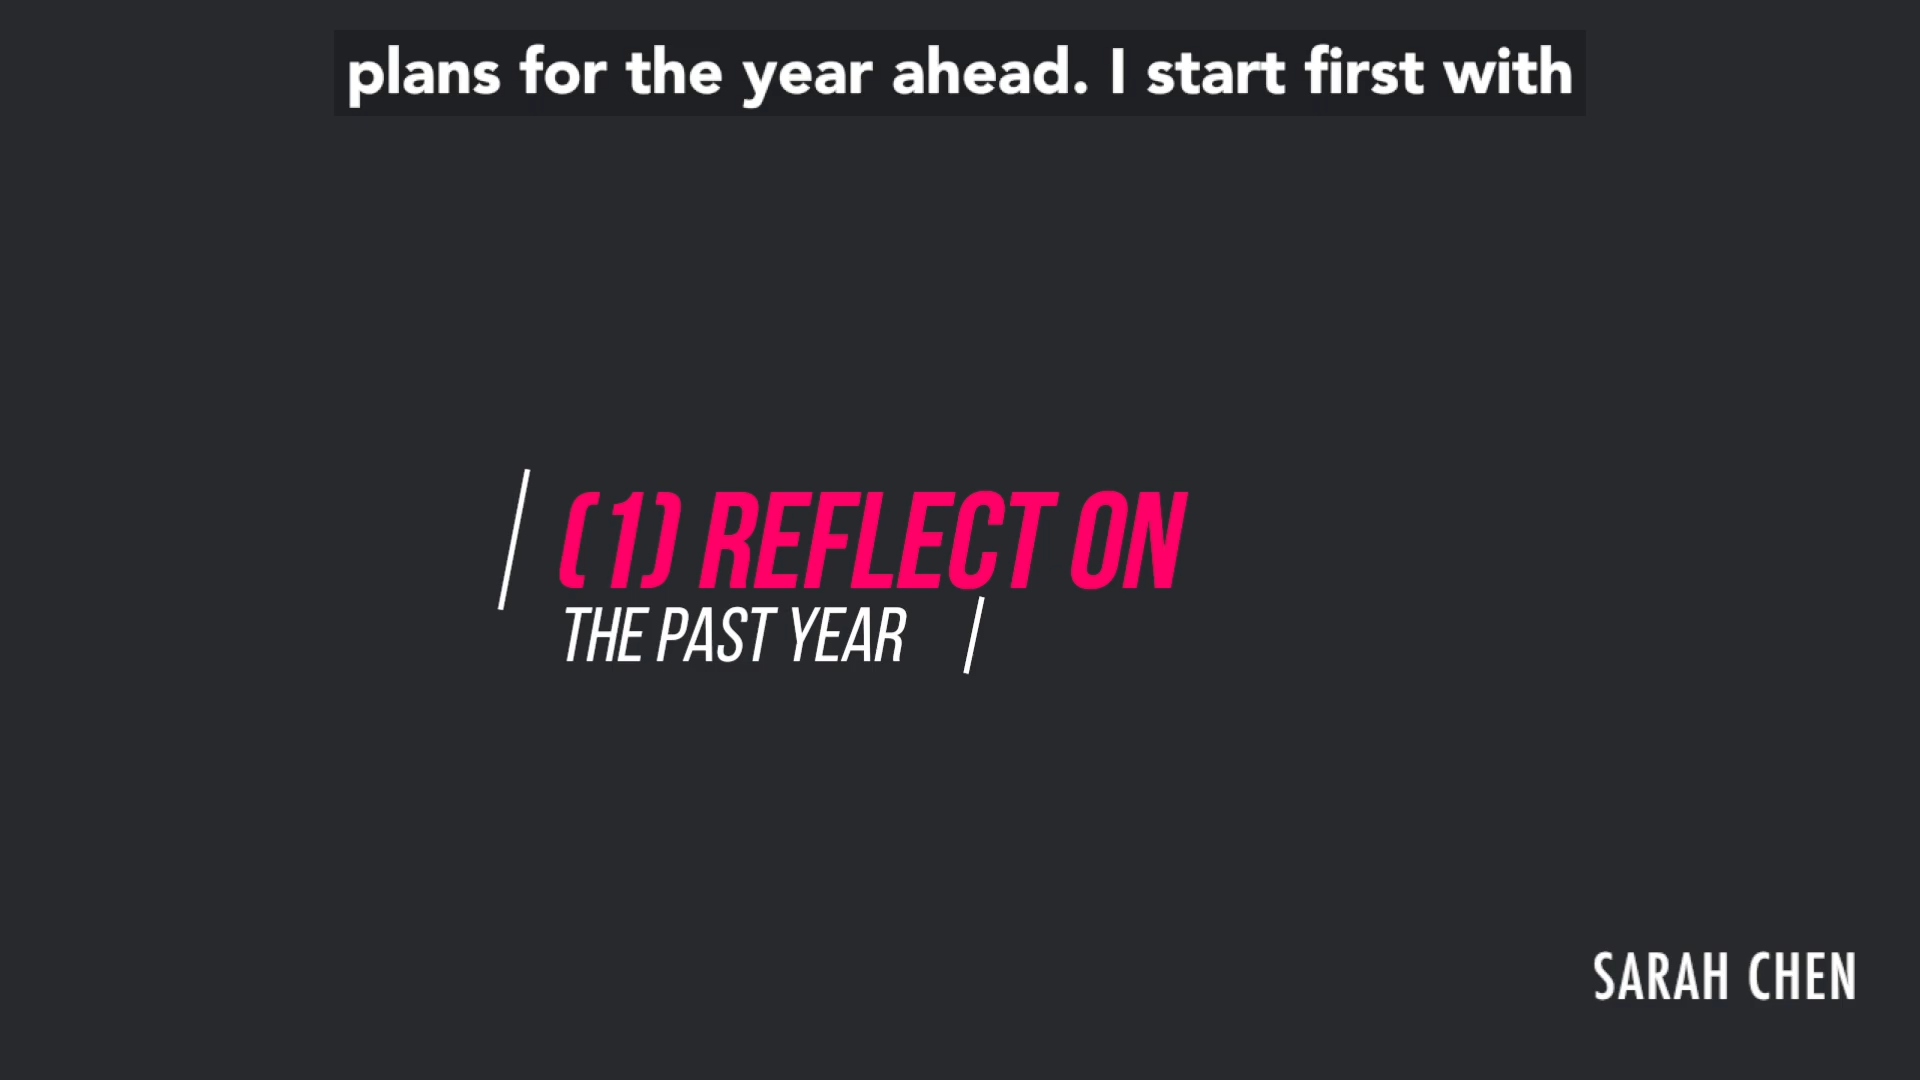 plans for the year ahead. I start first with
(1) REFLECT ON
THE PAST YEAR
SARAH CHEN